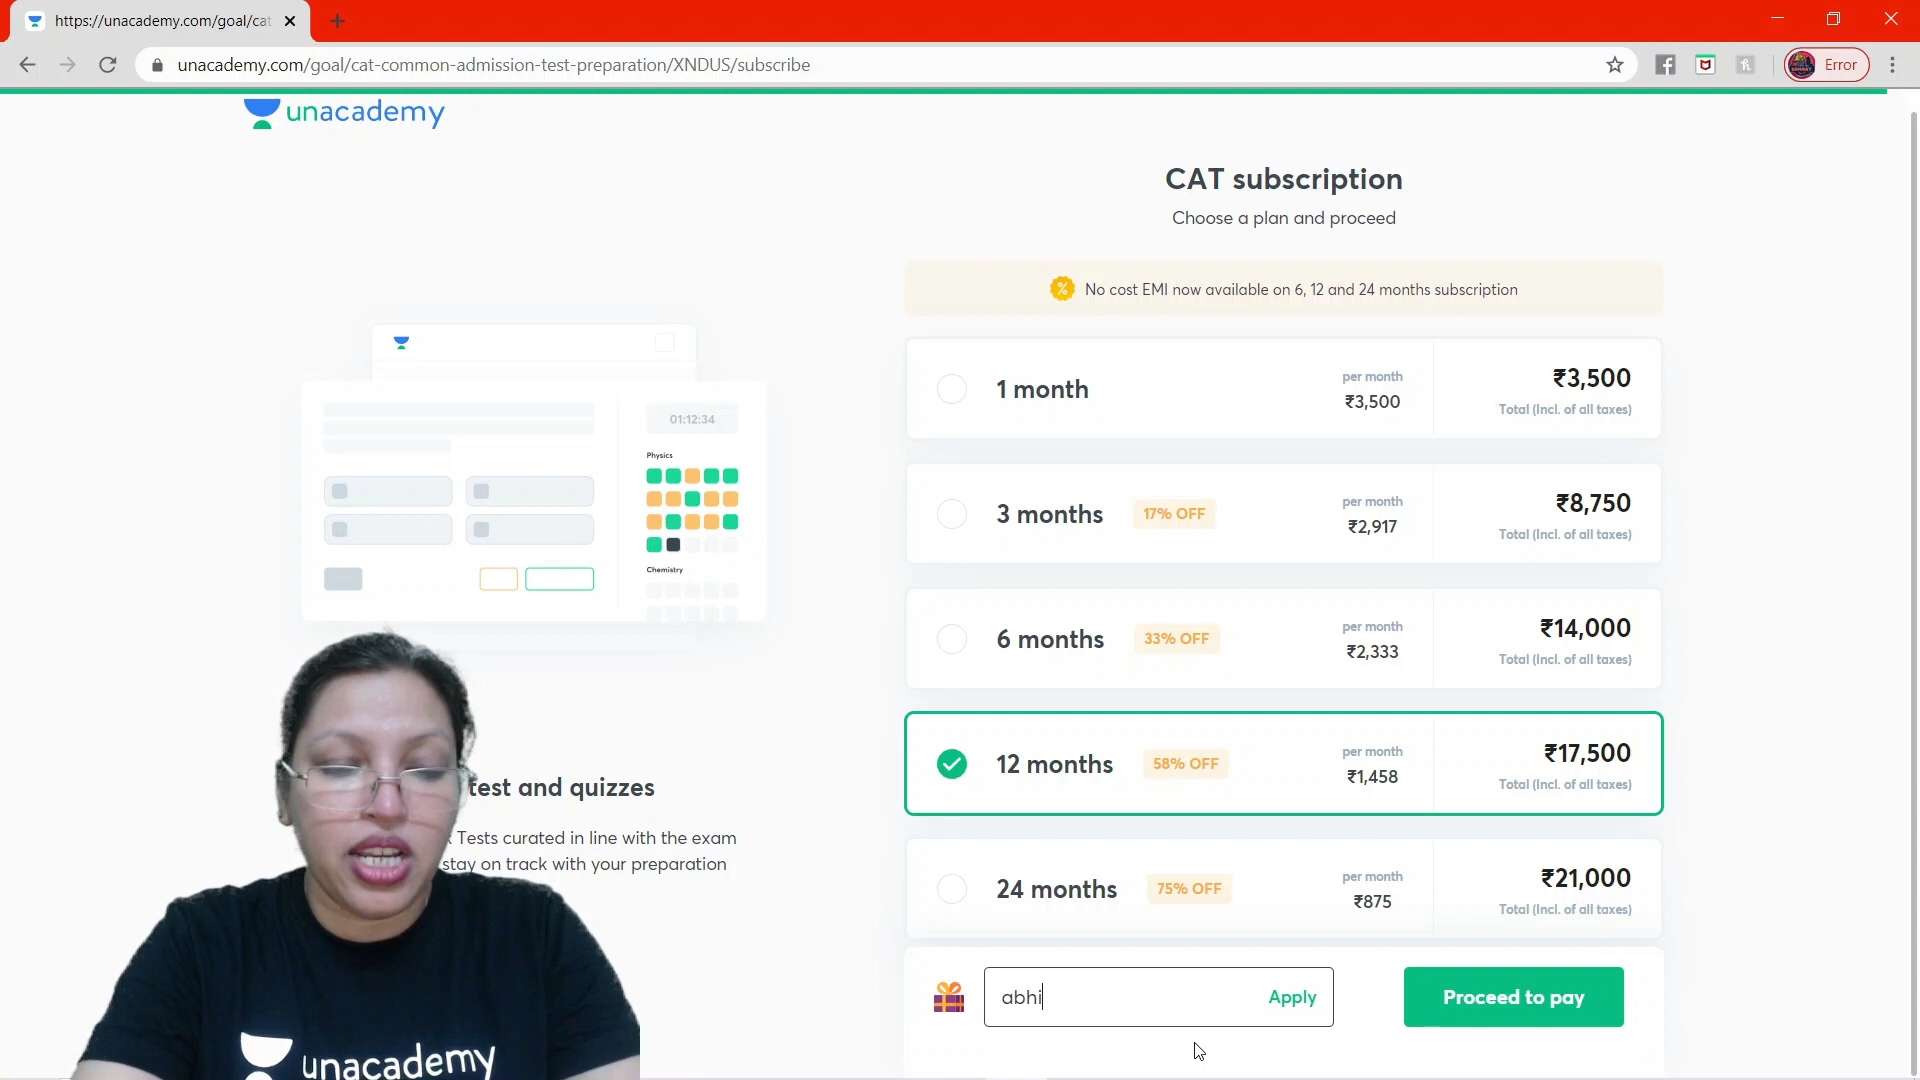 https://unacademy.com/goal/cat
unacademy.com/goal/cat-common-admission-test-preparation/XNDUS/subscribe
Error
unacademy
CAT subscription
Choose a plan and proceed
No cost EMI now available on 6, 12 and 24 months subscription
1 month
per month
₹3,500
₹3,500
Total (Incl. of all taxes)
3 months
17% OFF
per month
₹2,917
₹8,750
Total (Incl. of all taxes)
6 months
33% OFF
per month
₹2,333
₹14,000
Total (Incl. of all taxes)
12 months
58% OFF
per month
₹1,458
₹17,500
Total (Incl. of all taxes)
24 months
75% OFF
per month
₹875
₹21,000
Total (Incl. of all taxes)
abhi
Apply
Proceed to pay
01:12:34
Physics
Chemistry
test and quizzes
Tests curated in line with the exam
stay on track with your preparation
unacademy